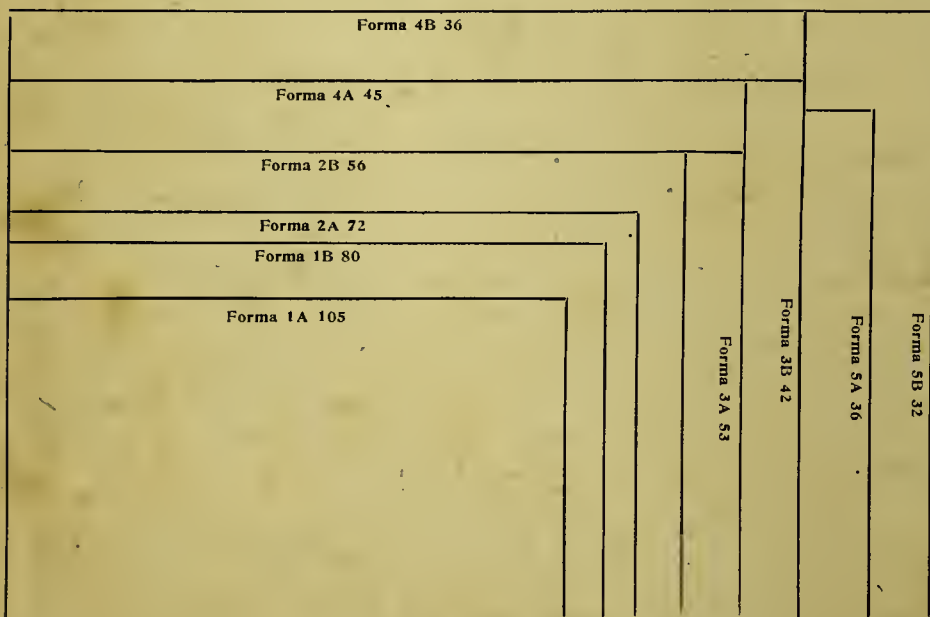 Forma 4B 36
Forma 4A 45
Forma 2B 56
Forma 2A 72
Forma 1B 80
Forma 1A 105
Forma 3A 53
Forma 3B 42
Forma 5A 36
Forma 5B 32